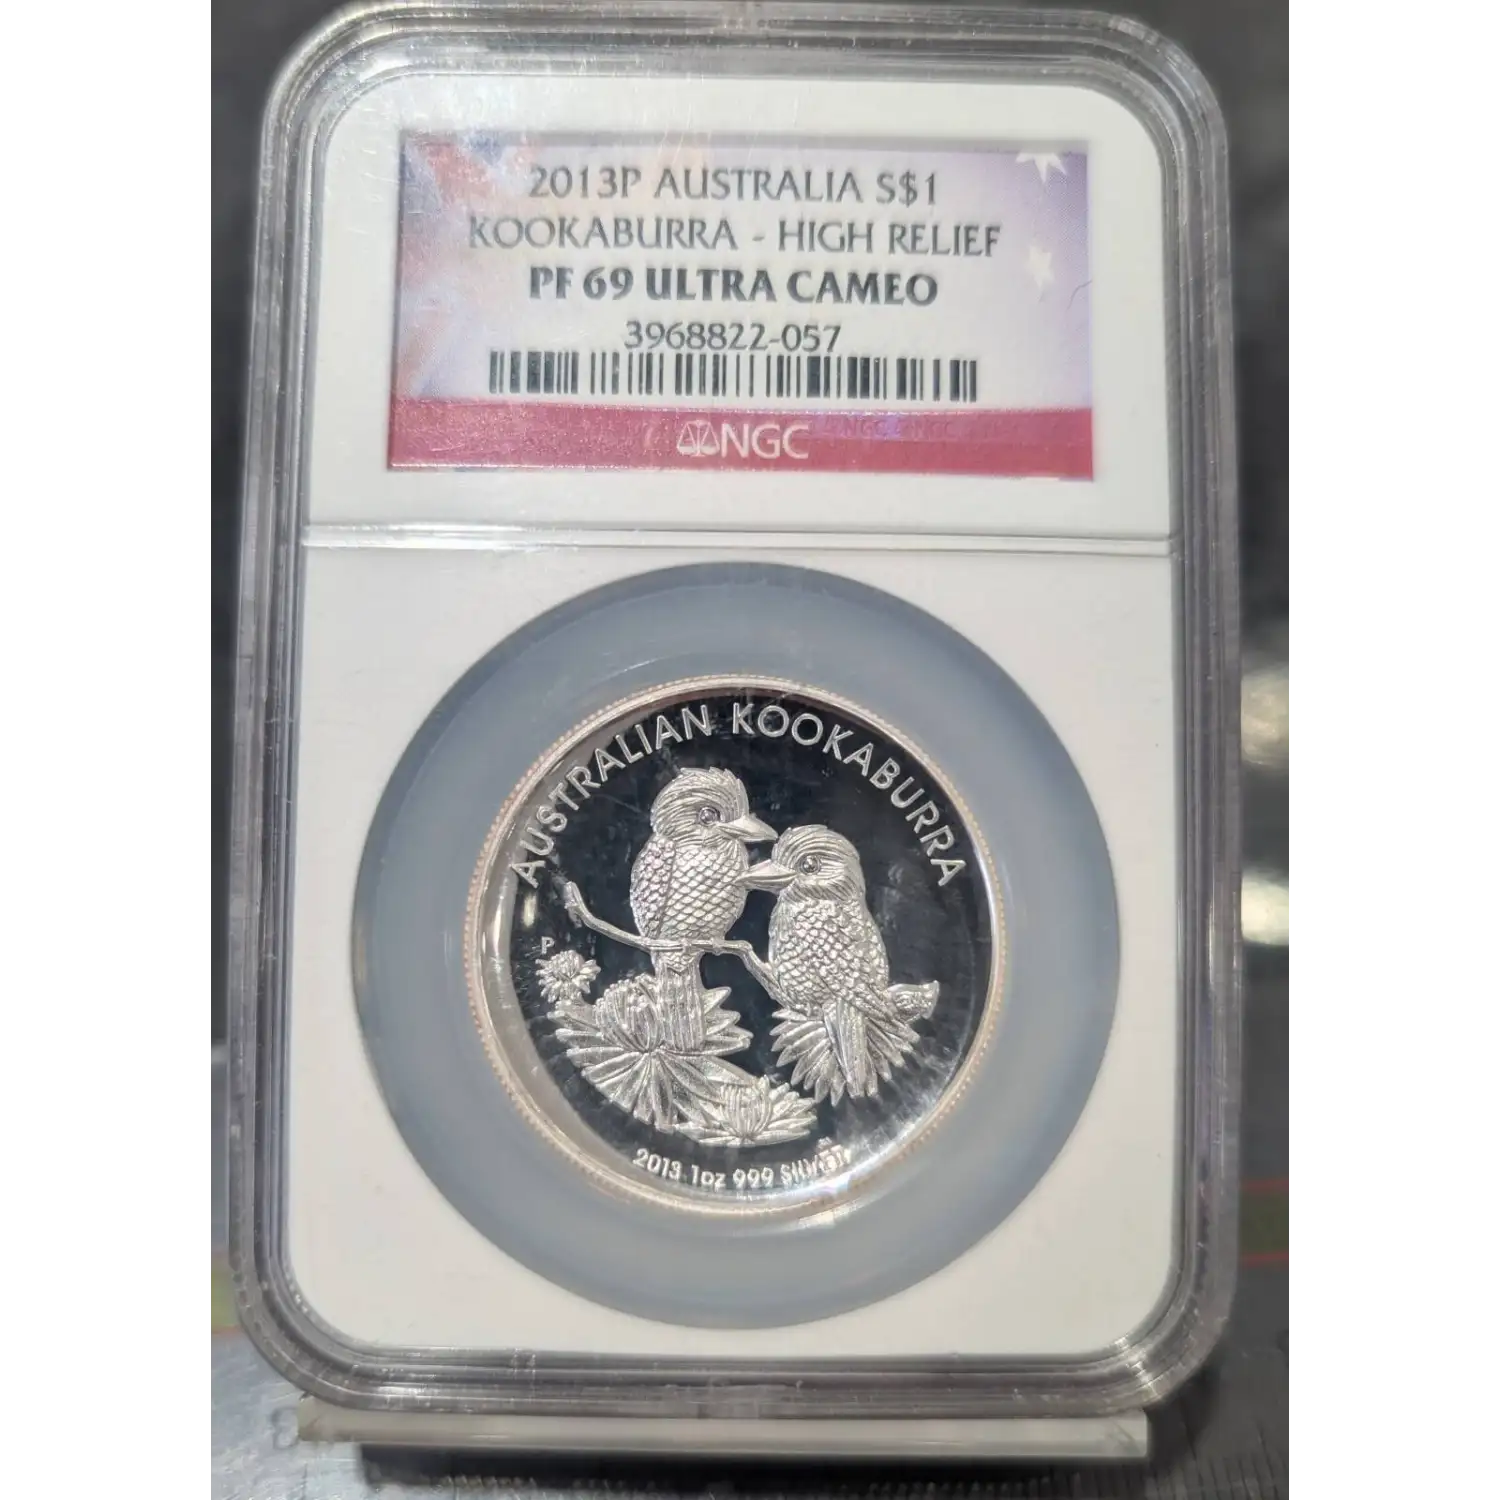 2013P AUSTRALIA S$1
KOOKABURRA - HIGH RELIEF
PF 69 ULTRA CAMEO
3968822-057
NGC
AUSTRALIAN KOOKABURRA
P
2013 1oz 999 SILVER